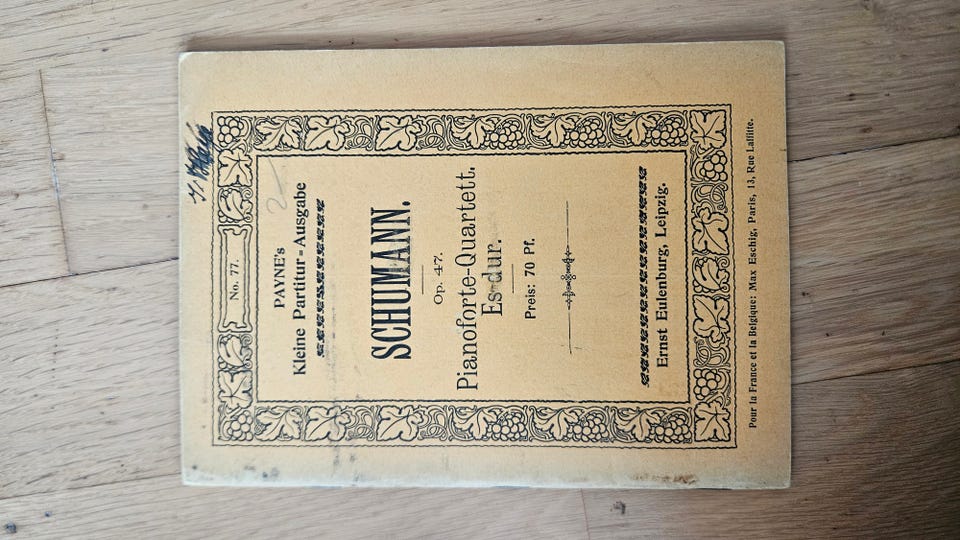 No. 77.
PAYNE's
Kleine Partitur-Ausgabe
SCHUMANN.
Op. 47.
Pianoforte-Quartett.
Es-dur.
Preis: 70 Pf.
Ernst Eulenburg, Leipzig.
Pour la France et la Belgique: Max Eschig, Paris, 13, Rue Laffitte.